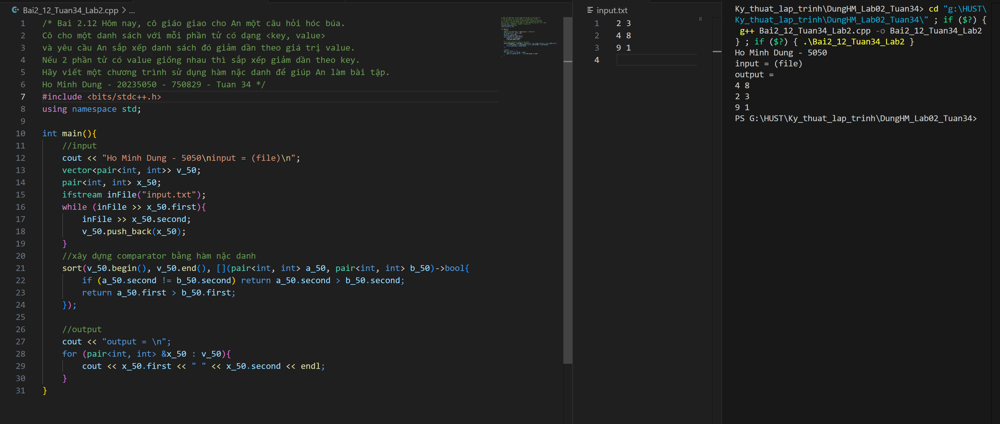 Bai2_12_Tuan34_Lab2.cpp > ...
1 /* Bai 2.12 Hôm nay, cô giáo giao cho An một câu hỏi hóc búa.
2 Cô cho một danh sách với mỗi phần tử có dạng <key, value>
3 và yêu cầu An sắp xếp danh sách đó giảm dần theo giá trị value.
4 Nếu 2 phần tử có value giống nhau thì sắp xếp giảm dần theo key.
5 Hãy viết một chương trình sử dụng hàm nặc danh để giúp An làm bài tập.
6 Ho Minh Dung - 20235050 - 750829 - Tuan 34 */
7 #include <bits/stdc++.h>
8 using namespace std;
9
10 int main(){
11 //input
12 cout << "Ho Minh Dung - 5050\ninput = (file)\n";
13 vector<pair<int, int>> v_50;
14 pair<int, int> x_50;
15 ifstream inFile("input.txt");
16 while (inFile >> x_50.first){
17 inFile >> x_50.second;
18 v_50.push_back(x_50);
19 }
20 //xây dựng comparator bằng hàm nặc danh
21 sort(v_50.begin(), v_50.end(), [](pair<int, int> a_50, pair<int, int> b_50)->bool{
22 if (a_50.second != b_50.second) return a_50.second > b_50.second;
23 return a_50.first > b_50.first;
24 });
25
26 //output
27 cout << "output = \n";
28 for (pair<int, int> &x_50 : v_50){
29 cout << x_50.first << " " << x_50.second << endl;
30 }
31 }
input.txt
1 2 3
2 4 8
3 9 1
4
Ky_thuat_lap_trinh\DungHM_Lab02_Tuan34> cd "g:\HUST\
Ky_thuat_lap_trinh\DungHM_Lab02_Tuan34\" ; if ($?) {
g++ Bai2_12_Tuan34_Lab2.cpp -o Bai2_12_Tuan34_Lab2
} ; if ($?) { .\Bai2_12_Tuan34_Lab2 }
Ho Minh Dung - 5050
input = (file)
output =
4 8
2 3
9 1
PS G:\HUST\Ky_thuat_lap_trinh\DungHM_Lab02_Tuan34>